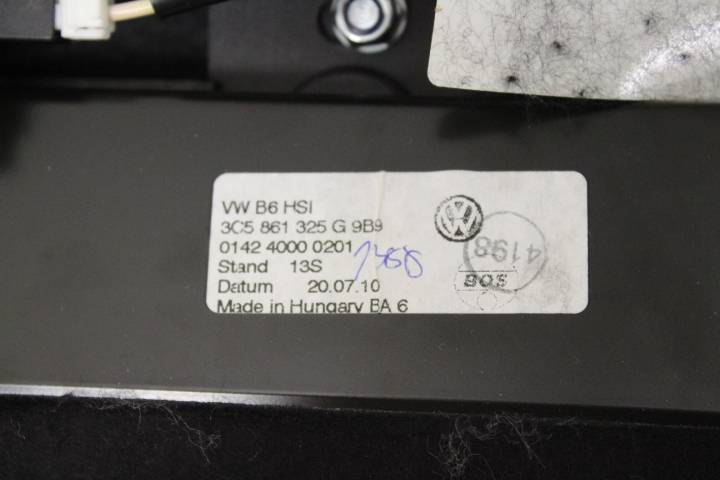 VW B6 HSI
3C5 861 325 G 9B9
0142 4000 0201
Stand 13S
Datum 20.07.10
Made in Hungary BA 6
4198
BOS